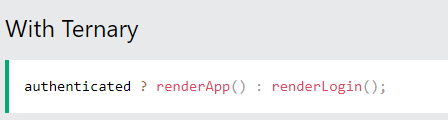 With Ternary
authenticated ? renderApp() : renderLogin();